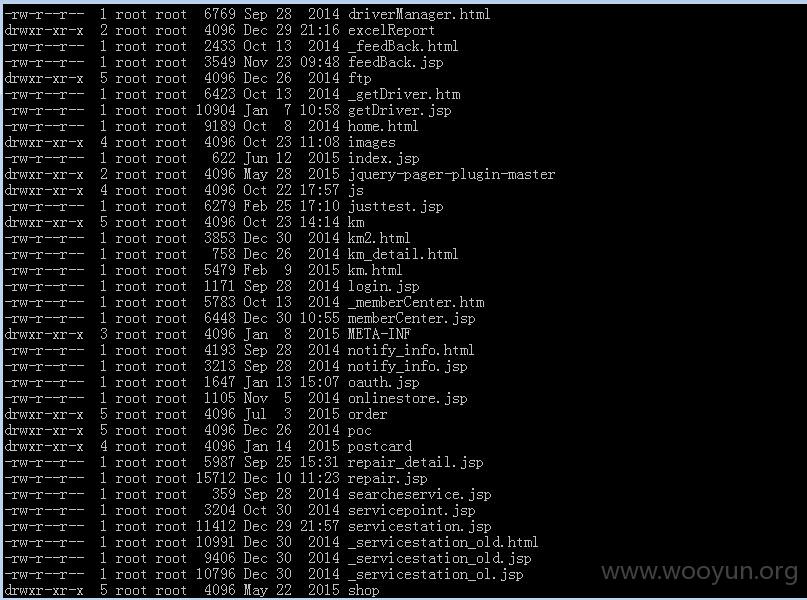 -rw-r--r-- 1 root root 6769 Sep 28 2014 driverManager.html
drwxr-xr-x 2 root root 4096 Dec 29 21:16 excelReport
-rw-r--r-- 1 root root 2433 Oct 13 2014 _feedBack.html
-rw-r--r-- 1 root root 3549 Nov 23 09:48 feedBack.jsp
drwxr-xr-x 5 root root 4096 Dec 26 2014 ftp
-rw-r--r-- 1 root root 6423 Oct 13 2014 _getDriver.htm
-rw-r--r-- 1 root root 10904 Jan 7 10:58 getDriver.jsp
-rw-r--r-- 1 root root 9189 Oct 8 2014 home.html
drwxr-xr-x 4 root root 4096 Oct 23 11:08 images
-rw-r--r-- 1 root root 622 Jun 12 2015 index.jsp
drwxr-xr-x 2 root root 4096 May 28 2015 jquery-pager-plugin-master
drwxr-xr-x 4 root root 4096 Oct 22 17:57 js
-rw-r--r-- 1 root root 6279 Feb 25 17:10 justtest.jsp
drwxr-xr-x 5 root root 4096 Oct 23 14:14 km
-rw-r--r-- 1 root root 3853 Dec 30 2014 km2.html
-rw-r--r-- 1 root root 758 Dec 26 2014 km_detail.html
-rw-r--r-- 1 root root 5479 Feb 9 2015 km.html
-rw-r--r-- 1 root root 1171 Sep 28 2014 login.jsp
-rw-r--r-- 1 root root 5783 Oct 13 2014 _memberCenter.htm
-rw-r--r-- 1 root root 6448 Dec 30 10:55 memberCenter.jsp
drwxr-xr-x 3 root root 4096 Jan 8 2015 META-INF
-rw-r--r-- 1 root root 4193 Sep 28 2014 notify_info.html
-rw-r--r-- 1 root root 3213 Sep 28 2014 notify_info.jsp
-rw-r--r-- 1 root root 1647 Jan 13 15:07 oauth.jsp
-rw-r--r-- 1 root root 1105 Nov 5 2014 onlinestore.jsp
drwxr-xr-x 5 root root 4096 Jul 3 2015 order
drwxr-xr-x 5 root root 4096 Dec 26 2014 poc
drwxr-xr-x 4 root root 4096 Jan 14 2015 postcard
-rw-r--r-- 1 root root 5987 Sep 25 15:31 repair_detail.jsp
-rw-r--r-- 1 root root 15712 Dec 10 11:23 repair.jsp
-rw-r--r-- 1 root root 359 Sep 28 2014 searcheservice.jsp
-rw-r--r-- 1 root root 3204 Oct 30 2014 servicepoint.jsp
-rw-r--r-- 1 root root 11412 Dec 29 21:57 servicestation.jsp
-rw-r--r-- 1 root root 10991 Dec 30 2014 _servicestation_old.html
-rw-r--r-- 1 root root 9406 Dec 30 2014 _servicestation_old.jsp
-rw-r--r-- 1 root root 10796 Dec 30 2014 _servicestation_ol.jsp
drwxr-xr-x 5 root root 4096 May 22 2015 shop
www.wooyun.org